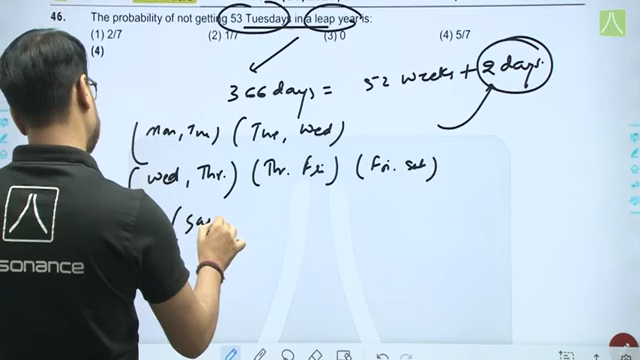 46. The probability of not getting 53 Tuesdays in a leap year is:
(1) 2/7 (2) 1/7 (3) 0 (4) 5/7
(4)
366 days = 52 weeks + 2 days.
(Mon, Tue) (Tue, Wed)
(Wed, Thr.) (Thr. Fri) (Fri. Sat)
(Sa
sonance